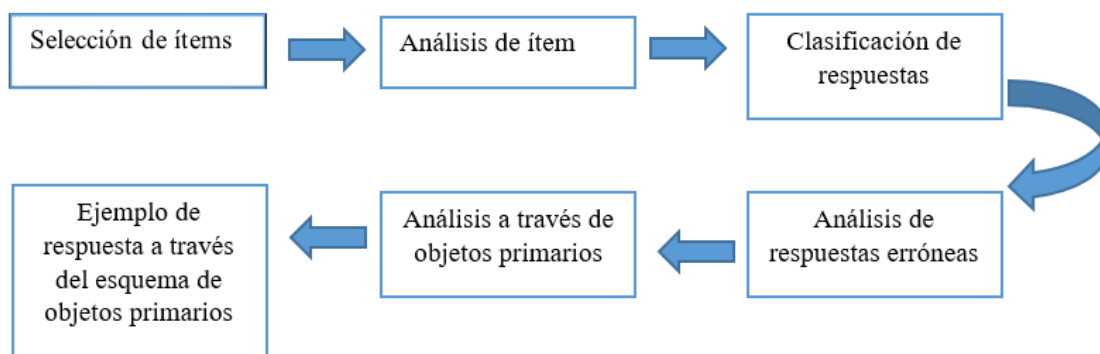 Selección de ítems
Análisis de ítem
Clasificación de
respuestas
Análisis de
respuestas erróneas
Análisis a través de
objetos primarios
Ejemplo de
respuesta a través
del esquema de
objetos primarios